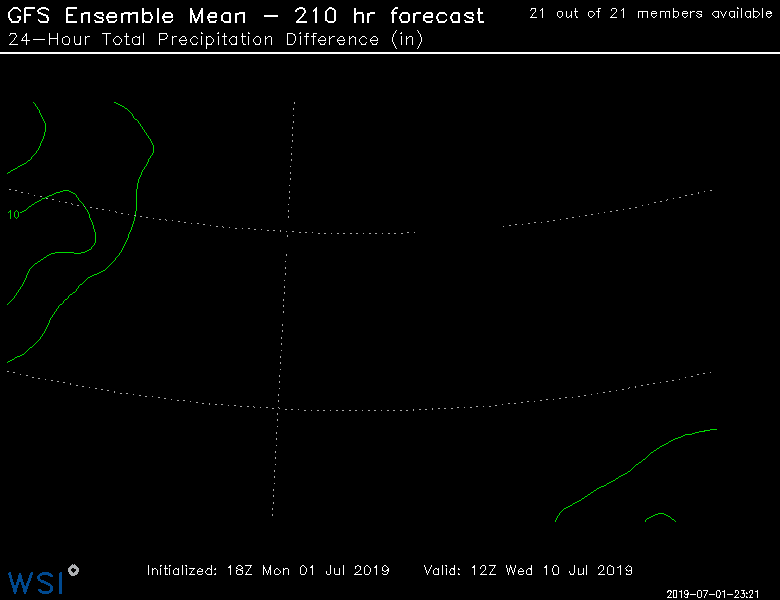 GFS Ensemble Mean – 210 hr forecast
21 out of 21 members available
24-Hour Total Precipitation Difference (in)
10
Initialized: 18Z Mon 01 Jul 2019
Valid: 12Z Wed 10 Jul 2019
WSI
2019-07-01-23:21